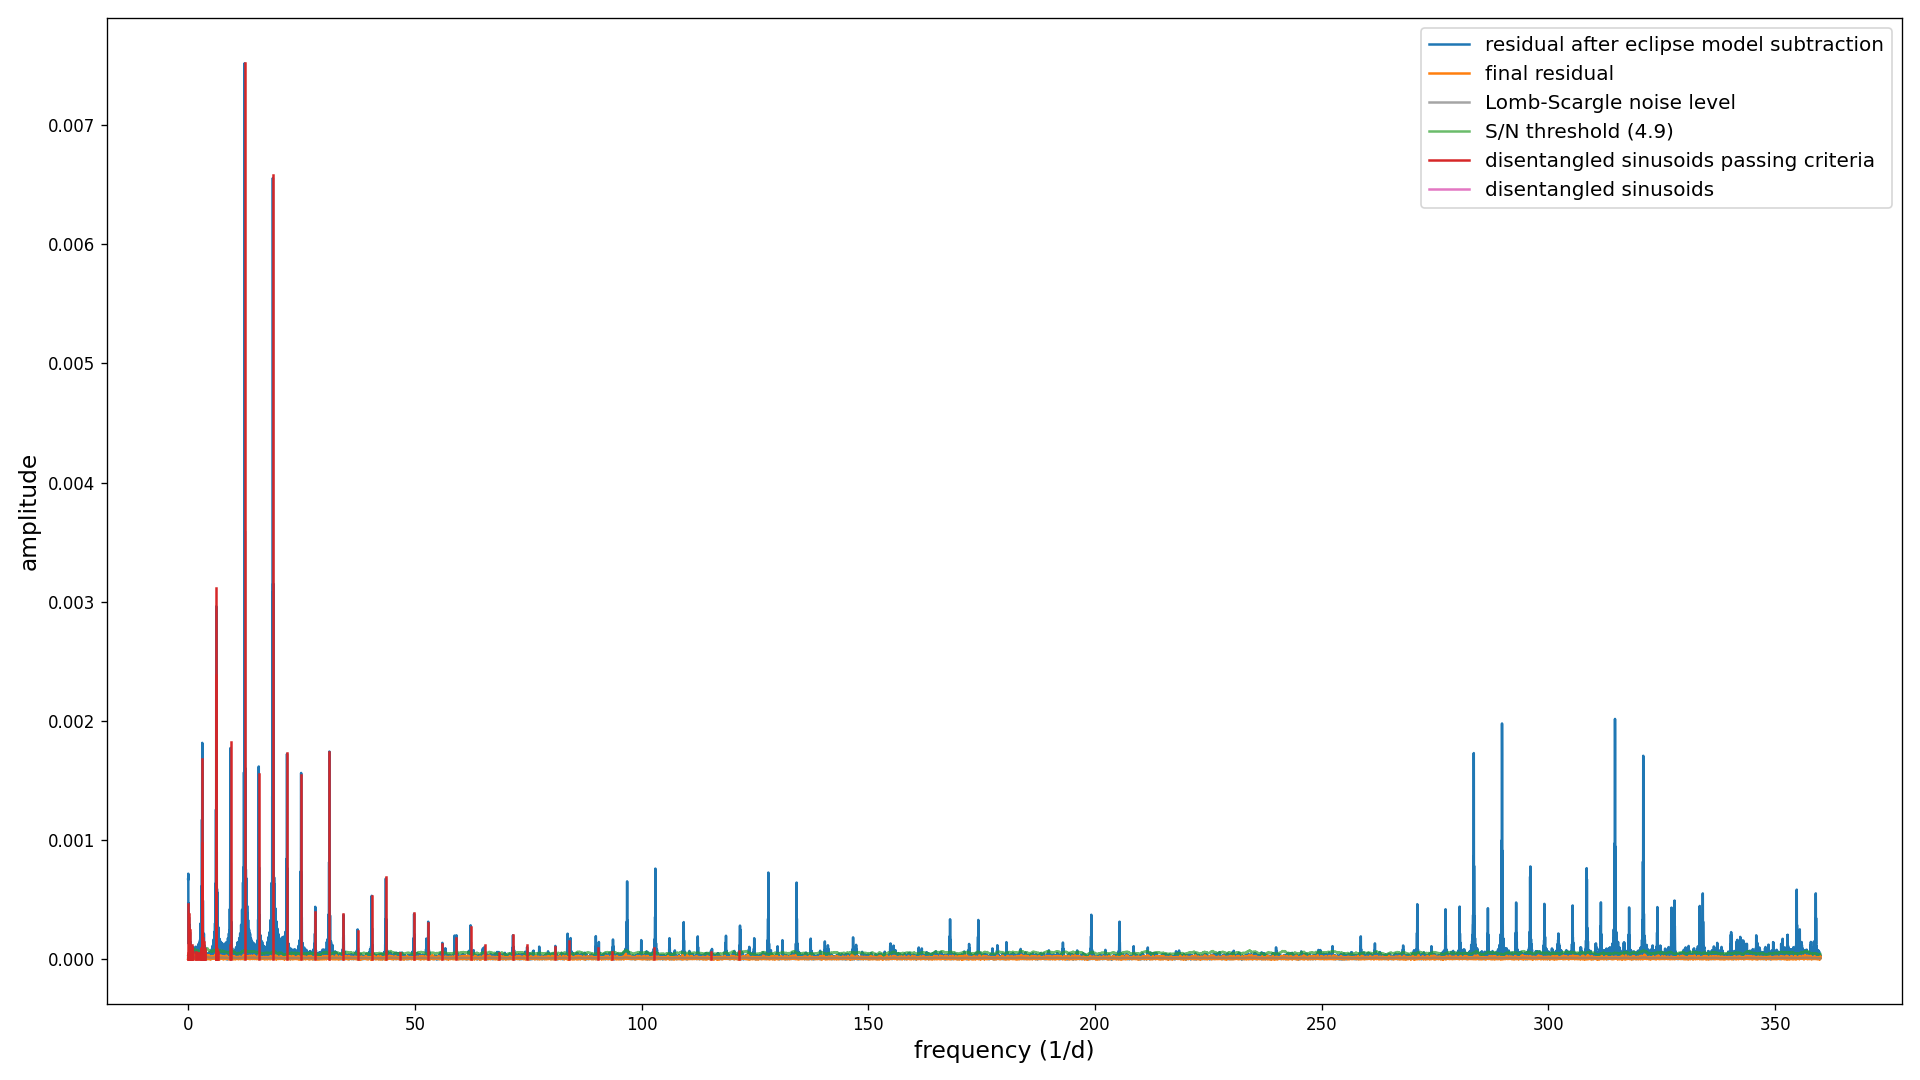 residual after eclipse model subtraction
final residual
Lomb-Scargle noise level
S/N threshold (4.9)
disentangled sinusoids passing criteria
disentangled sinusoids
0.007
0.006
0.005
0.004
0.003
0.002
0.001
0.000
amplitude
0 50 100 150 200 250 300 350
frequency (1/d)